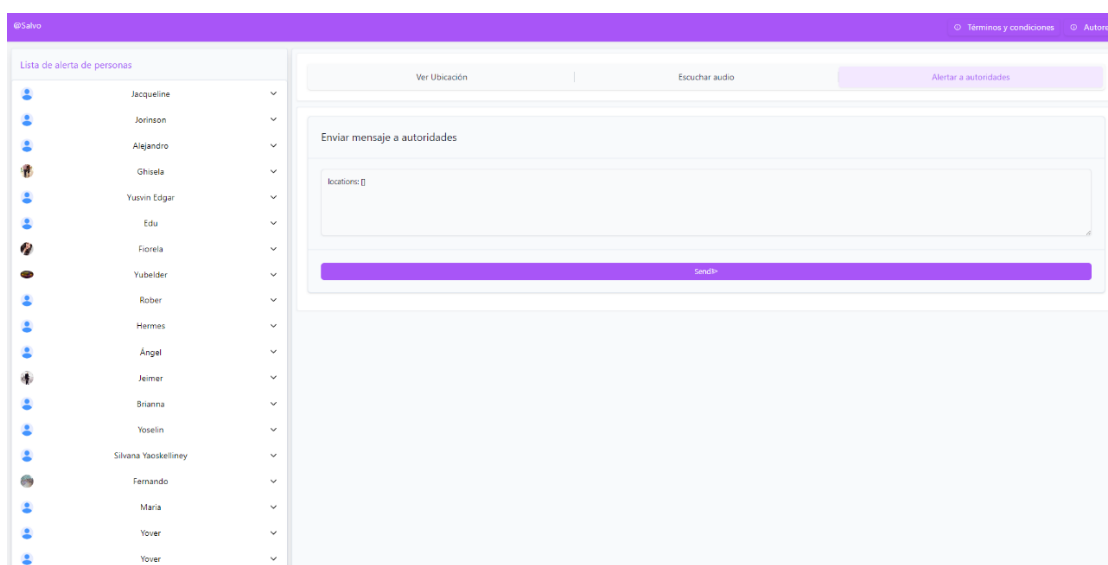 @Salvo
Términos y condiciones
Autore
Lista de alerta de personas
Jacqueline
Jorinson
Alejandro
Ghisela
Yusvin Edgar
Edu
Fiorela
Yubelder
Rober
Hermes
Ángel
Jeimer
Brianna
Yoselin
Silvana Yaoskelliney
Fernando
Maria
Yover
Yover
Ver Ubicación
Escuchar audio
Alertar a autoridades
Enviar mensaje a autoridades
locations: []
Send